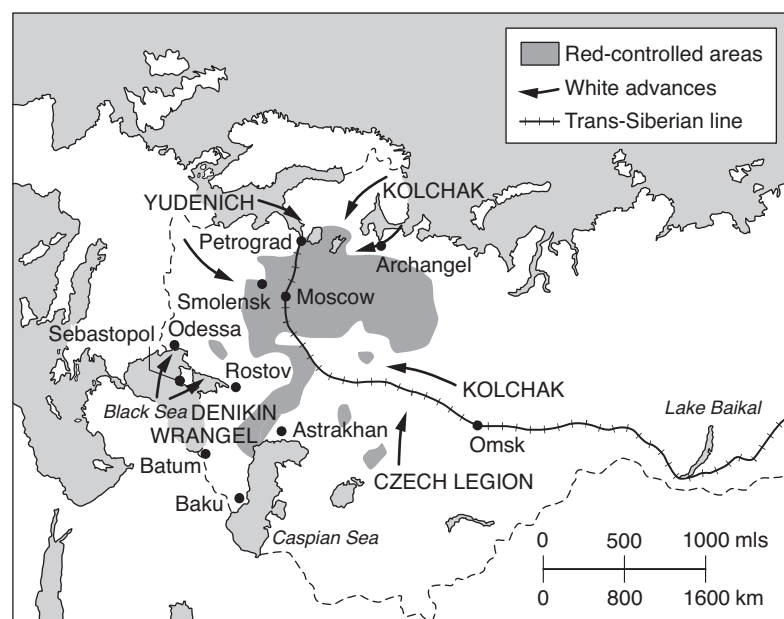 Red-controlled areas
White advances
Trans-Siberian line
YUDENICH
KOLCHAK
Petrograd
Archangel
Smolensk
Moscow
Sebastopol
Odessa
Rostov
KOLCHAK
Black Sea
DENIKIN
WRANGEL
Astrakhan
Omsk
Lake Baikal
Batum
CZECH LEGION
Baku
Caspian Sea
0 500 1000 mls
0 800 1600 km